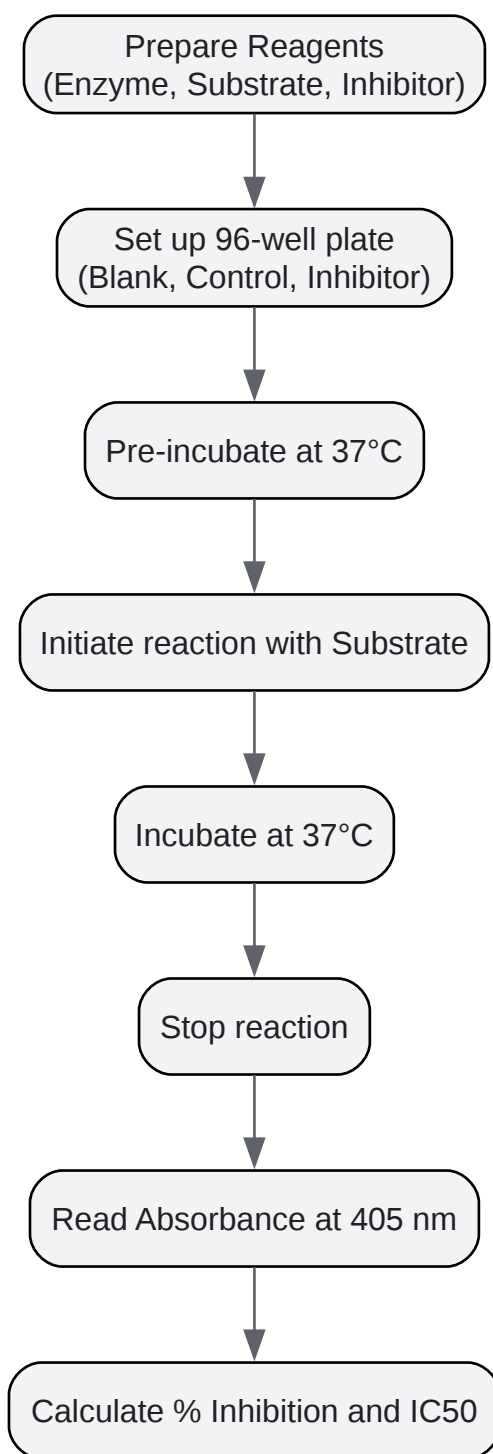 Prepare Reagents
(Enzyme, Substrate, Inhibitor)
Set up 96-well plate
(Blank, Control, Inhibitor)
Pre-incubate at 37°C
Initiate reaction with Substrate
Incubate at 37°C
Stop reaction
Read Absorbance at 405 nm
Calculate % Inhibition and IC50